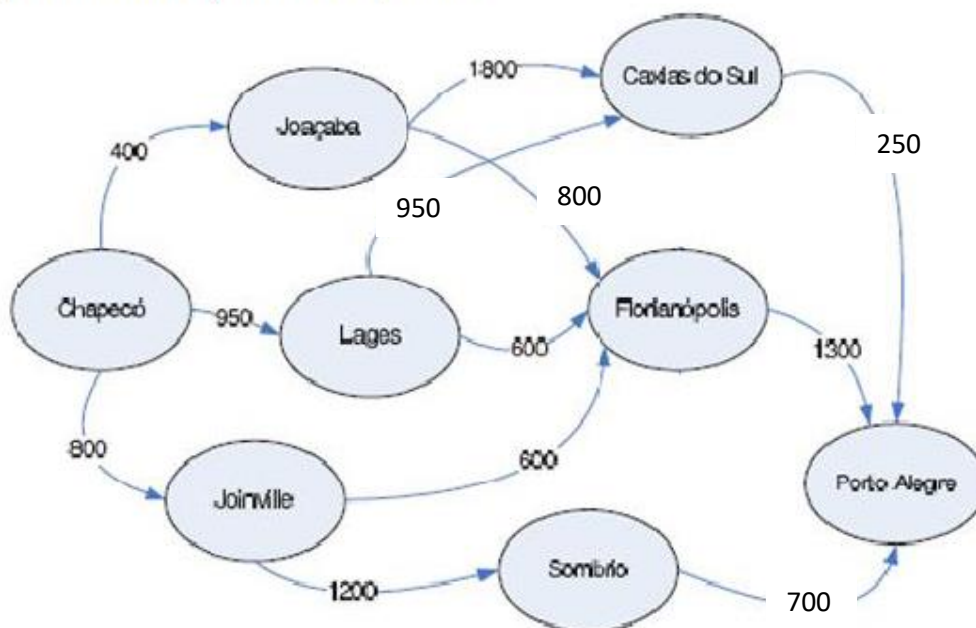 1800
Caxias do Sul
Joaçaba
400
250
950
800
Chapecó
950
Lages
600
Florianópolis
1300
800
600
Joinville
Porto Alegre
1200
Sombrio
700